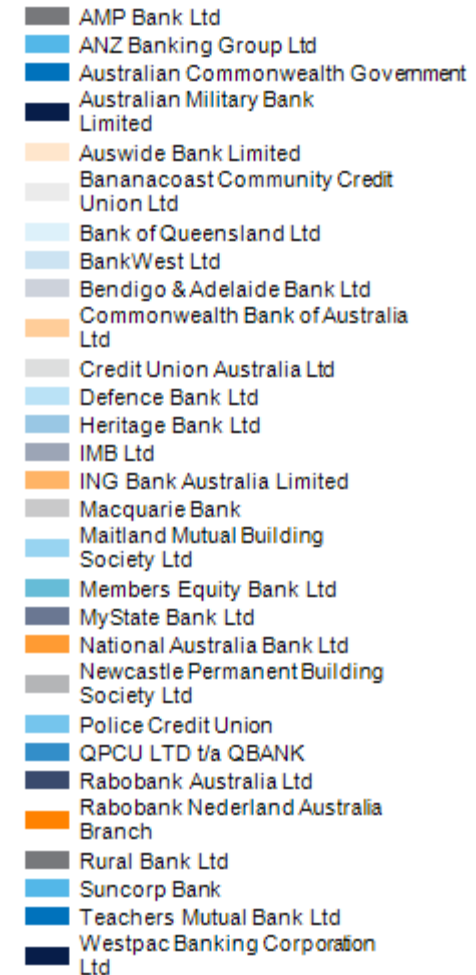 AMP Bank Ltd
ANZ Banking Group Ltd
Australian Commonwealth Government
Australian Military Bank
Limited
Auswide Bank Limited
Bananacoast Community Credit
Union Ltd
Bank of Queensland Ltd
BankWest Ltd
Bendigo & Adelaide Bank Ltd
Commonwealth Bank of Australia
Ltd
Credit Union Australia Ltd
Defence Bank Ltd
Heritage Bank Ltd
IMB Ltd
ING Bank Australia Limited
Macquarie Bank
Maitland Mutual Building
Society Ltd
Members Equity Bank Ltd
MyState Bank Ltd
National Australia Bank Ltd
Newcastle Permanent Building
Society Ltd
Police Credit Union
QPCU LTD t/a QBANK
Rabobank Australia Ltd
Rabobank Nederland Australia
Branch
Rural Bank Ltd
Suncorp Bank
Teachers Mutual Bank Ltd
Westpac Banking Corporation
Ltd